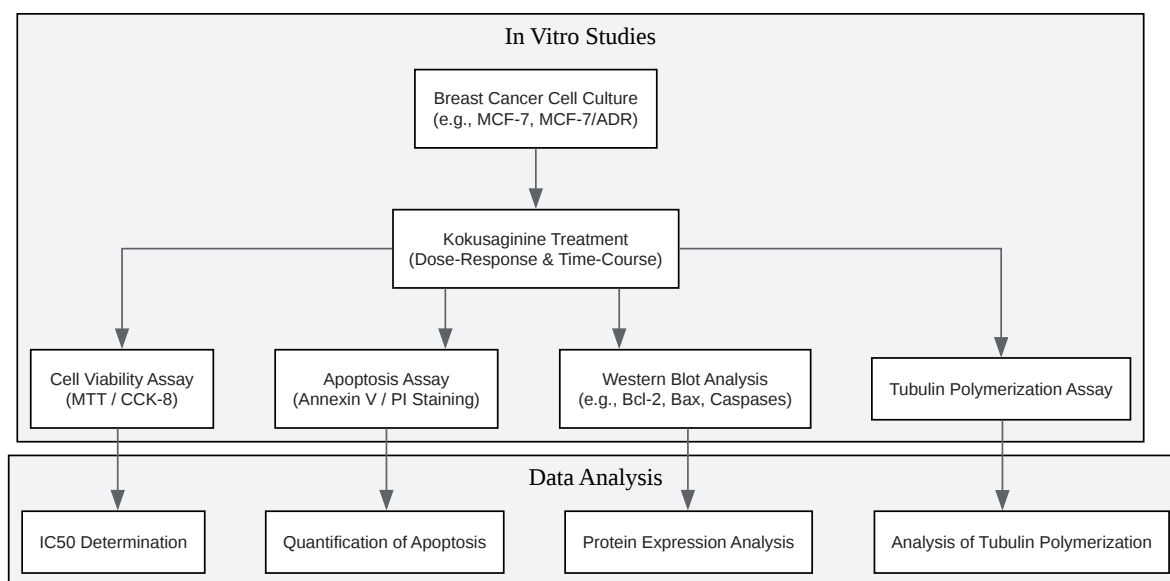 In Vitro Studies
Breast Cancer Cell Culture
(e.g., MCF-7, MCF-7/ADR)
Kokusaginine Treatment
(Dose-Response & Time-Course)
Cell Viability Assay
(MTT / CCK-8)
Apoptosis Assay
(Annexin V / PI Staining)
Western Blot Analysis
(e.g., Bcl-2, Bax, Caspases)
Tubulin Polymerization Assay
Data Analysis
IC50 Determination
Quantification of Apoptosis
Protein Expression Analysis
Analysis of Tubulin Polymerization